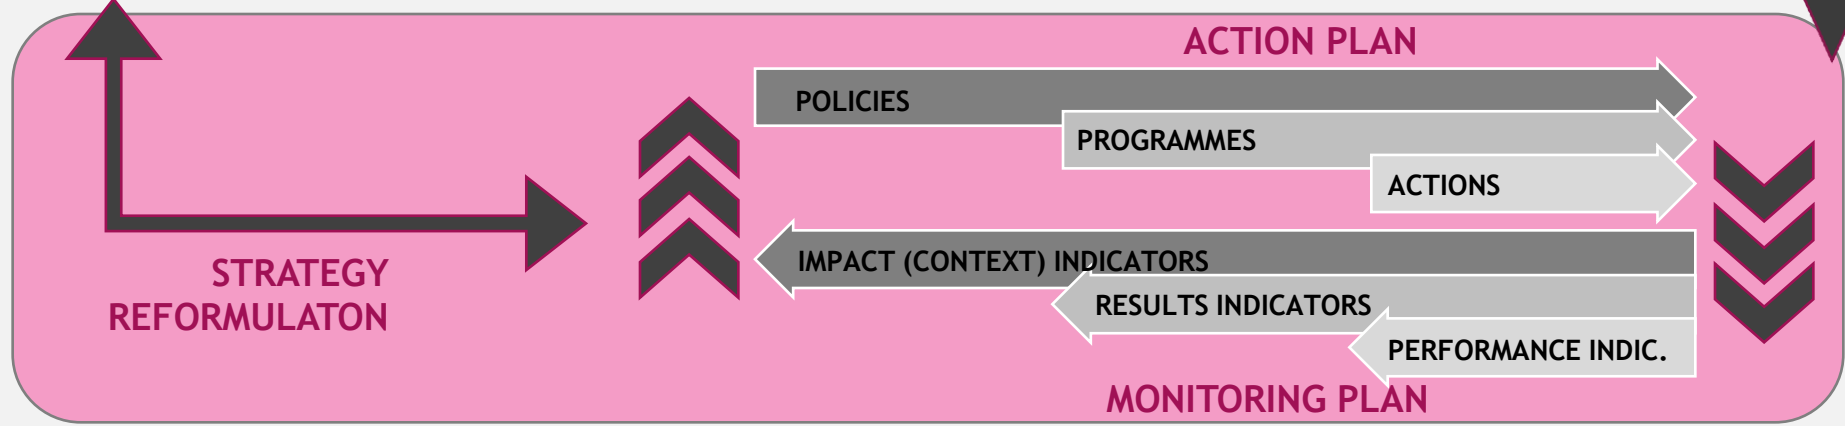 ACTION PLAN
POLICIES
PROGRAMMES
ACTIONS
STRATEGY
REFORMULATON
IMPACT (CONTEXT) INDICATORS
RESULTS INDICATORS
PERFORMANCE INDIC.
MONITORING PLAN